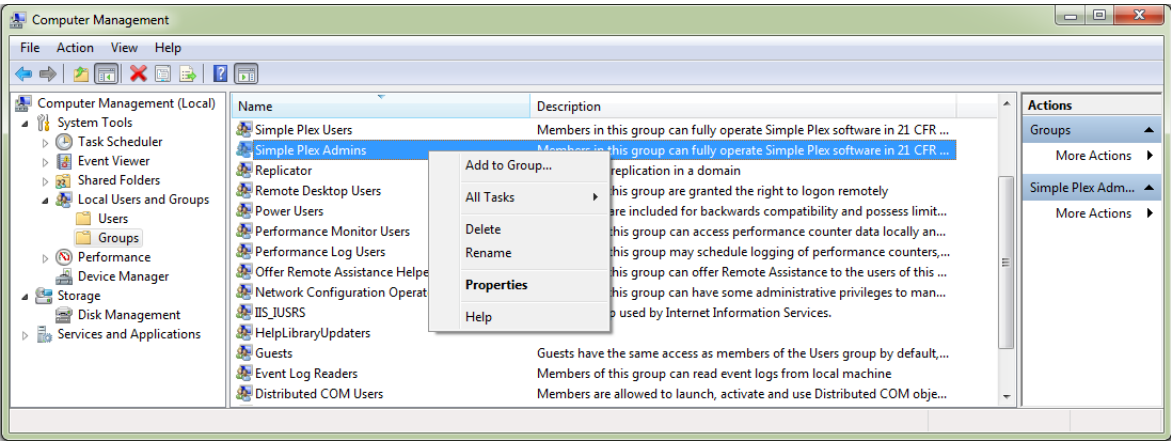 Computer Management
File Action View Help
Computer Management (Local)
System Tools
Task Scheduler
Event Viewer
Shared Folders
Local Users and Groups
Users
Groups
Performance
Device Manager
Storage
Disk Management
Services and Applications
Name Description
Simple Plex Users Members in this group can fully operate Simple Plex software in 21 CFR ...
Simple Plex Admins Members in this group can fully operate Simple Plex software in 21 CFR ...
Replicator replication in a domain
Remote Desktop Users this group are granted the right to logon remotely
Power Users are included for backwards compatibility and possess limit...
Performance Monitor Users this group can access performance counter data locally an...
Performance Log Users this group may schedule logging of performance counters,...
Offer Remote Assistance Helpe this group can offer Remote Assistance to the users of this ...
Network Configuration Operat this group can have some administrative privileges to man...
IIS_IUSRS used by Internet Information Services.
HelpLibraryUpdaters
Guests Guests have the same access as members of the Users group by default,...
Event Log Readers Members of this group can read event logs from local machine
Distributed COM Users Members are allowed to launch, activate and use Distributed COM obje...
Add to Group...
All Tasks
Delete
Rename
Properties
Help
Actions
Groups
More Actions
Simple Plex Adm...
More Actions